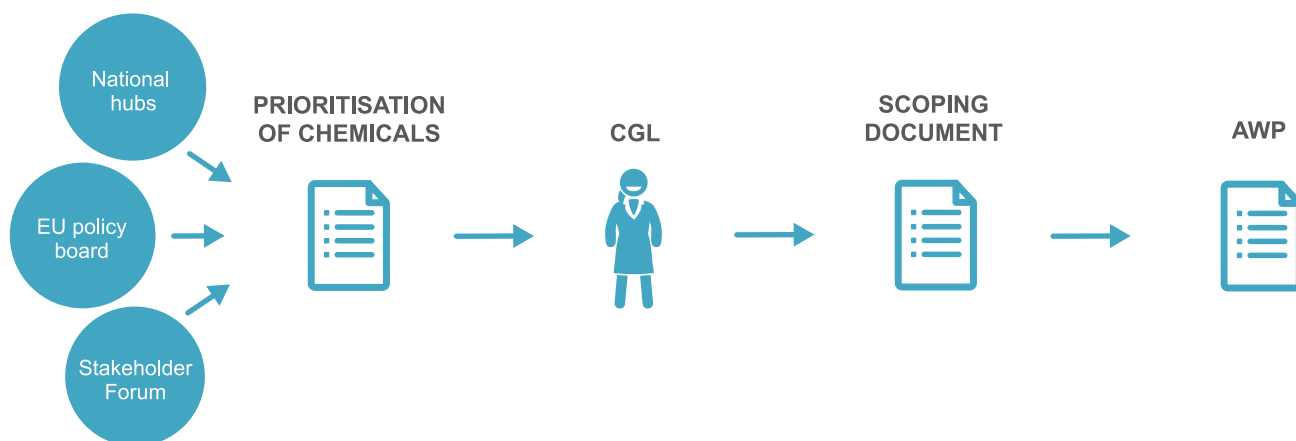 National
hubs
EU policy
board
Stakeholder
Forum
PRIORITISATION
OF CHEMICALS
CGL
SCOPING
DOCUMENT
AWP